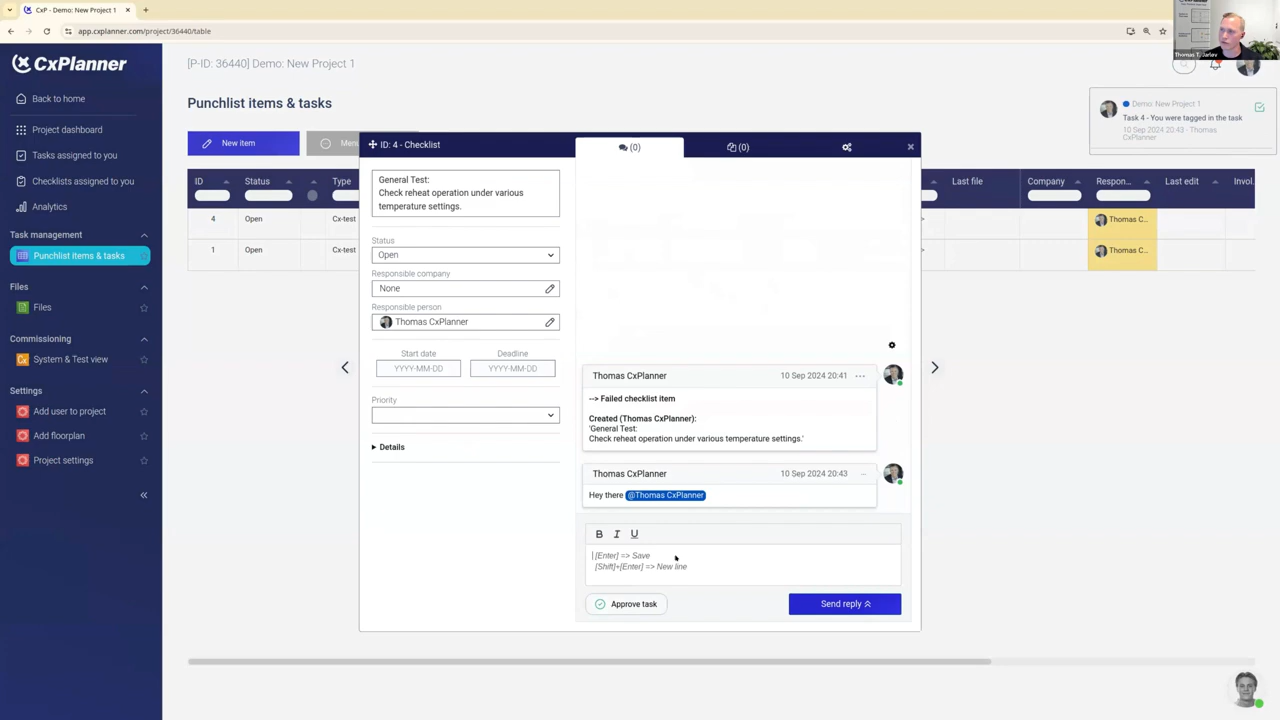 CxP - Demo: New Project 1
app.cxplanner.com/project/36440/table
Thomas T. Jarløv
CxPlanner
Back to home
Project dashboard
Tasks assigned to you
Checklists assigned to you
Analytics
Task management
Punchlist items & tasks
Files
Files
Commissioning
System & Test view
Settings
Add user to project
Add floorplan
Project settings
[P-ID: 36440] Demo: New Project 1
Punchlist items & tasks
New item
Demo: New Project 1
Task 4 - You were tagged in the task
10 Sep 2024 20:43 - Thomas
CxPlanner
ID Status Type Last file Company Respon... Last edit Invol.
4 Open Cx-test Thomas C...
1 Open Cx-test Thomas C...
ID: 4 - Checklist
(0)
(0)
General Test:
Check reheat operation under various
temperature settings.
Status
Open
Responsible company
None
Responsible person
Thomas CxPlanner
Start date Deadline
YYYY-MM-DD YYYY-MM-DD
Priority
Details
Thomas CxPlanner 10 Sep 2024 20:41
--> Failed checklist item
Created (Thomas CxPlanner):
'General Test:
Check reheat operation under various temperature settings.'
Thomas CxPlanner 10 Sep 2024 20:43
Hey there @Thomas CxPlanner
B I U
[Enter] => Save
[Shift]+[Enter] => New line
Approve task
Send reply